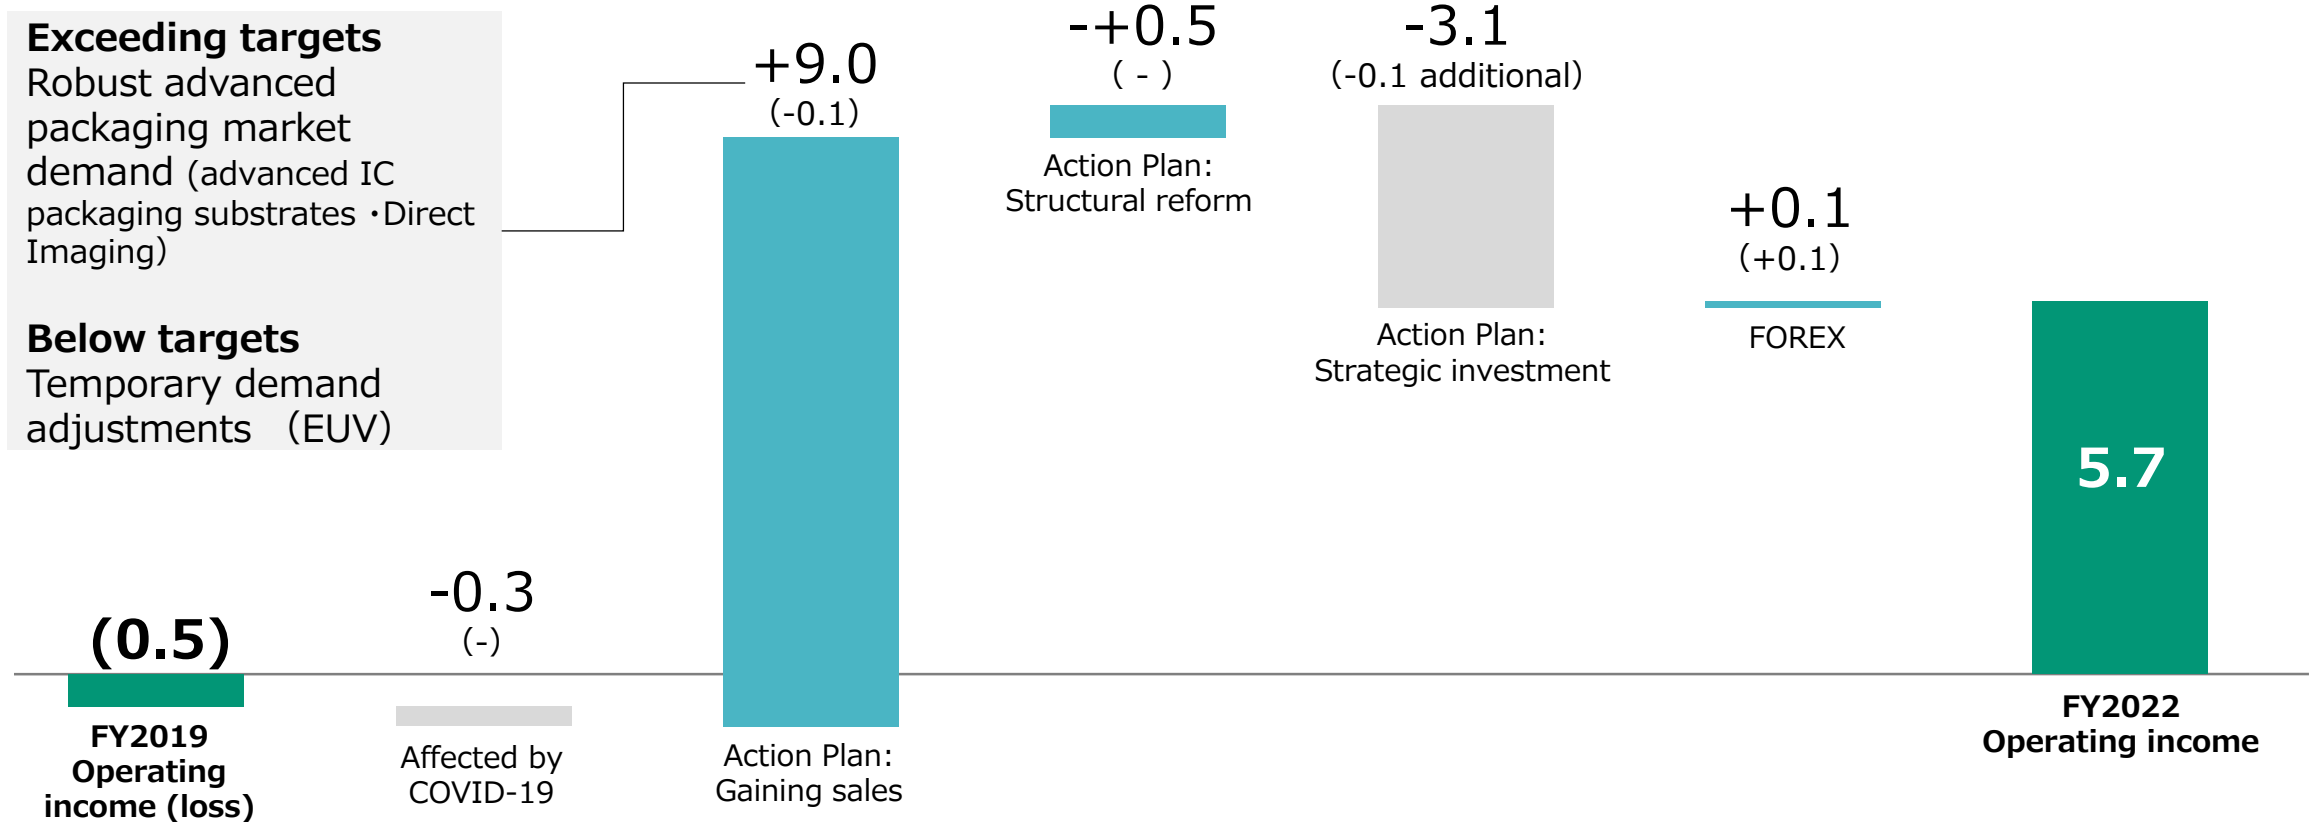 Exceeding targets
Robust advanced
packaging market
demand (advanced IC
packaging substrates ・Direct
Imaging）
Below targets
Temporary demand
adjustments （EUV）
(0.5)
FY2019
Operating
income (loss)
-0.3
（-）
Affected by
COVID-19
+9.0
（-0.1）
Action Plan:
Gaining sales
-+0.5
（ - ）
Action Plan:
Structural reform
-3.1
（-0.1 additional）
Action Plan:
Strategic investment
+0.1
（+0.1）
FOREX
5.7
FY2022
Operating income